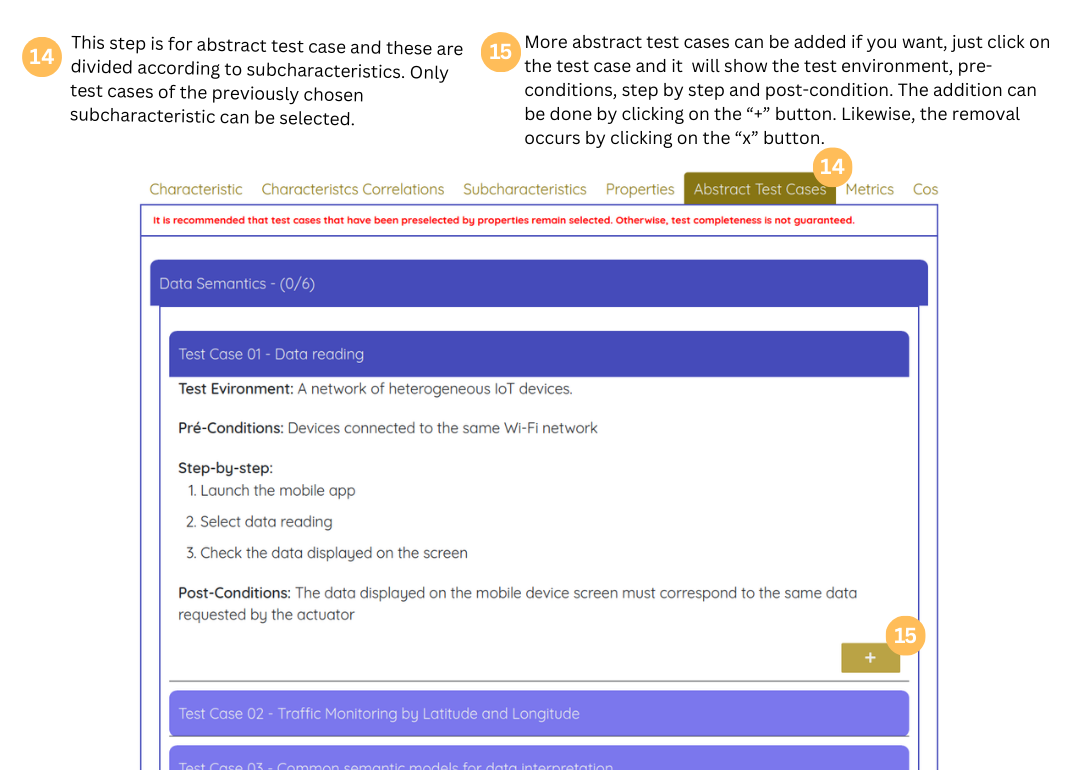 14
This step is for abstract test case and these are
divided according to subcharacteristics. Only
test cases of the previously chosen
subcharacteristic can be selected.
15
More abstract test cases can be added if you want, just click on
the test case and it will show the test environment, pre-
conditions, step by step and post-condition. The addition can
be done by clicking on the “+” button. Likewise, the removal
occurs by clicking on the “x” button.
14
Characteristic Characteristcs Correlations Subcharacteristics Properties Abstract Test Cases Metrics Cos
It is recommended that test cases that have been preselected by properties remain selected. Otherwise, test completeness is not guaranteed.
Data Semantics - (0/6)
Test Case 01 - Data reading
Test Evironment: A network of heterogeneous IoT devices.
Pré-Conditions: Devices connected to the same Wi-Fi network
Step-by-step:
1. Launch the mobile app
2. Select data reading
3. Check the data displayed on the screen
Post-Conditions: The data displayed on the mobile device screen must correspond to the same data
requested by the actuator
15
+
Test Case 02 - Traffic Monitoring by Latitude and Longitude
Test Case 03 - Common semantic models for data interpretation